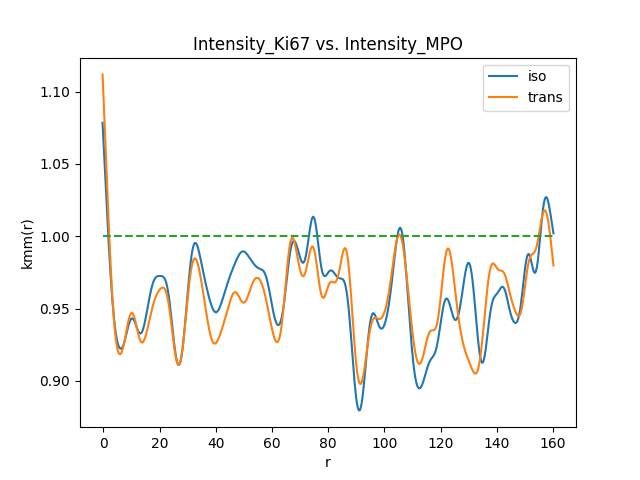 Intensity_Ki67 vs. Intensity_MPO
iso
trans
kmm(r)
1.10
1.05
1.00
0.95
0.90
0 20 40 60 80 100 120 140 160
r